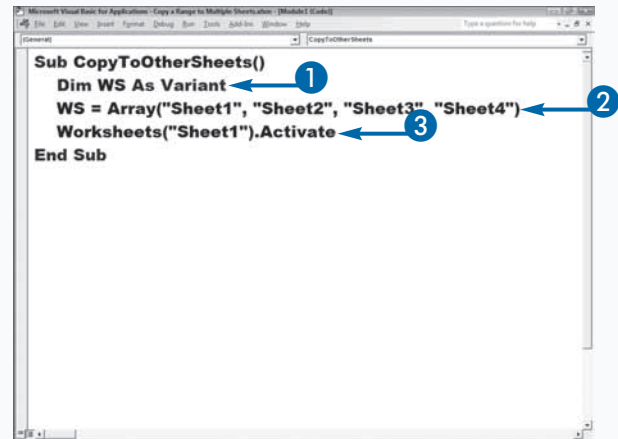 Microsoft Visual Basic for Applications - Copy a Range to Multiple Sheets.xlsm - [Module1 (Code)]
File Edit View Insert Format Debug Run Tools Add-Ins Window Help Type a question for help
(General) CopyToOtherSheets
Sub CopyToOtherSheets()
Dim WS As Variant 1
WS = Array("Sheet1", "Sheet2", "Sheet3", "Sheet4") 2
Worksheets("Sheet1").Activate 3
End Sub